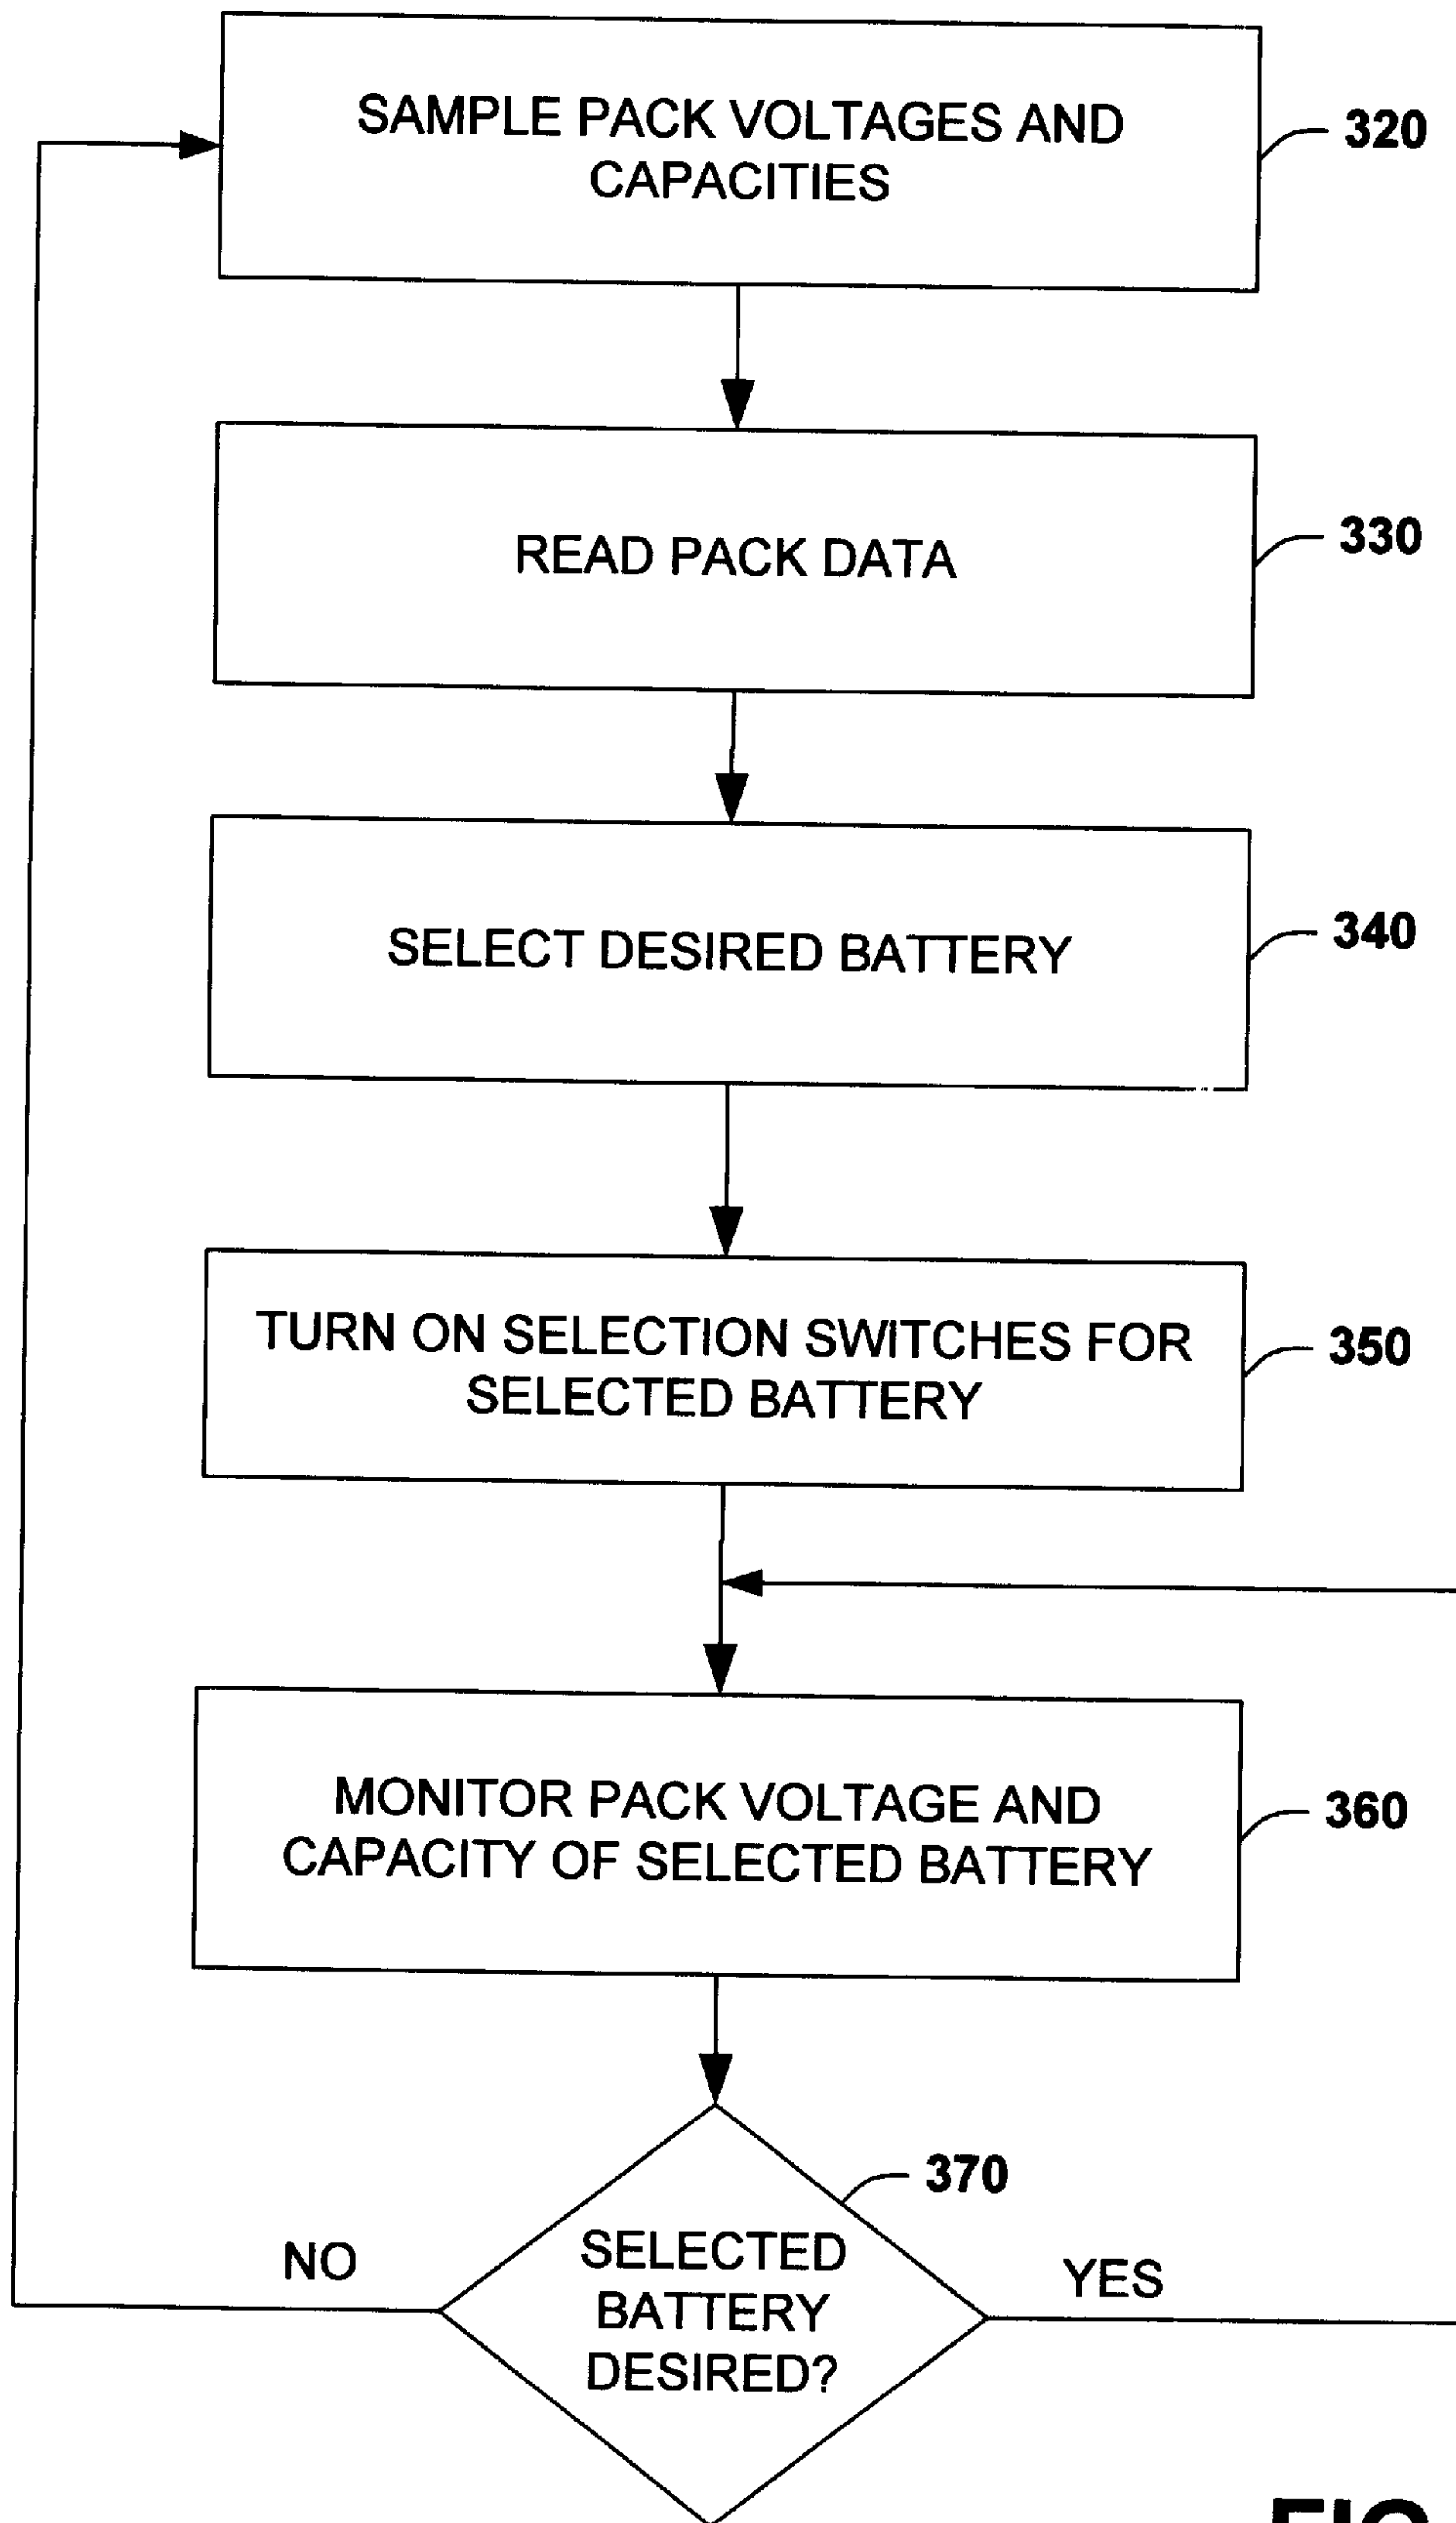 SAMPLE PACK VOLTAGES AND
CAPACITIES
320
READ PACK DATA
330
SELECT DESIRED BATTERY
340
TURN ON SELECTION SWITCHES FOR
SELECTED BATTERY
350
MONITOR PACK VOLTAGE AND
CAPACITY OF SELECTED BATTERY
360
370
NO
SELECTED
BATTERY
DESIRED?
YES